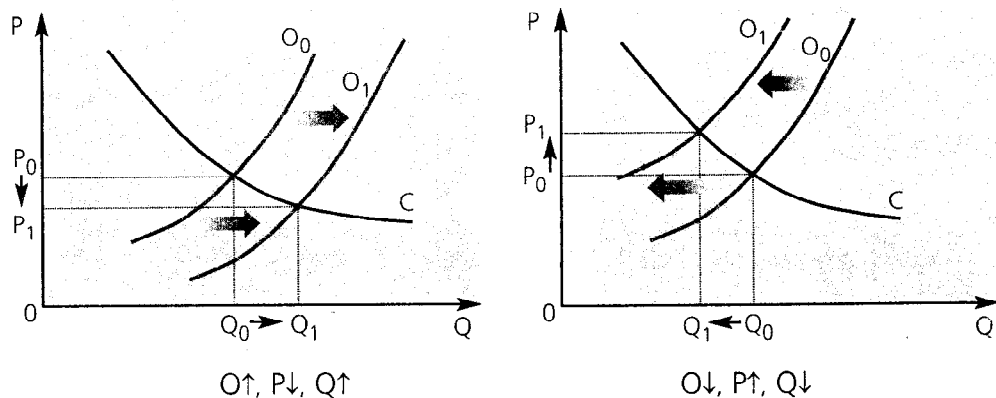 P
O₀
O₁
P₀
P₁
C
0
Q₀ → Q₁
Q
O↑, P↓, Q↑
P
O₁
O₀
P₁
P₀
C
0
Q₁ ← Q₀
Q
O↓, P↑, Q↓